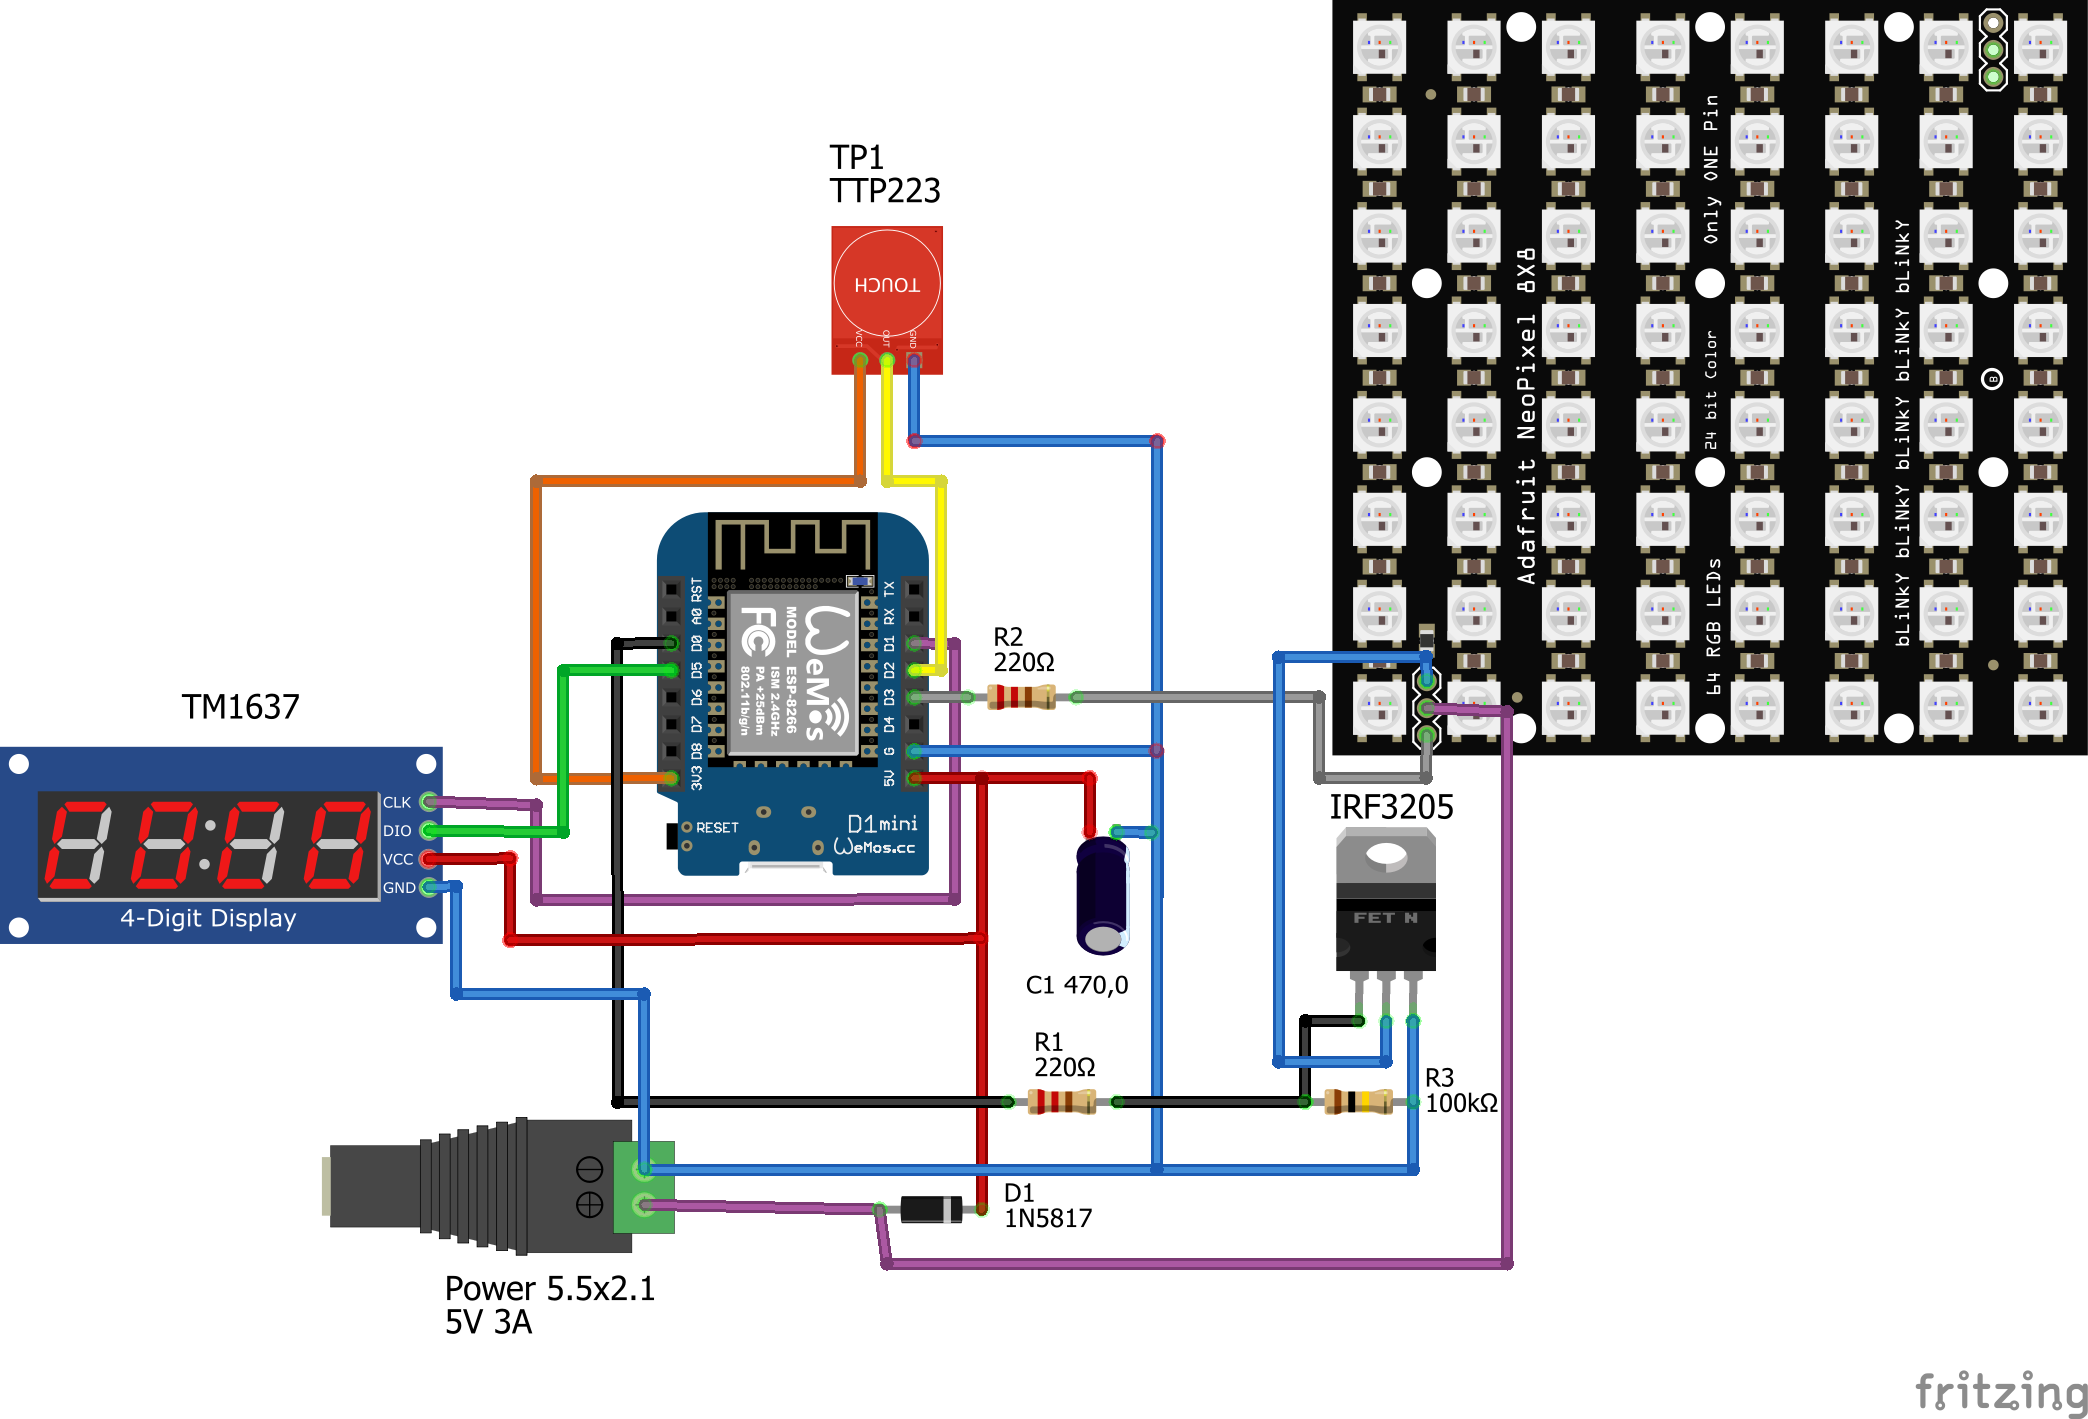 TP1
TTP223
TOUCH
VCC
OUT
GND
Adafruit NeoPixel 8X8
Only ONE Pin
24 bit Color
64 RGB LEDs
bLiNkY bLiNkY bLiNkY bLiNkY bLiNkY
TM1637
CLK
DIO
VCC
GND
4-Digit Display
RST
A0
D0
D5
D6
D7
D8
3V3
TX
RX
D1
D2
D3
D4
G
5V
WeMos
MODEL ESP-8266
ISM 2.4GHz
PA +25dBm
802.11b/g/n
FC
RESET
D1mini
WeMos.cc
R2
220Ω
IRF3205
FET N
C1 470,0
R1
220Ω
R3
100kΩ
D1
1N5817
Power 5.5x2.1
5V 3A
fritzing